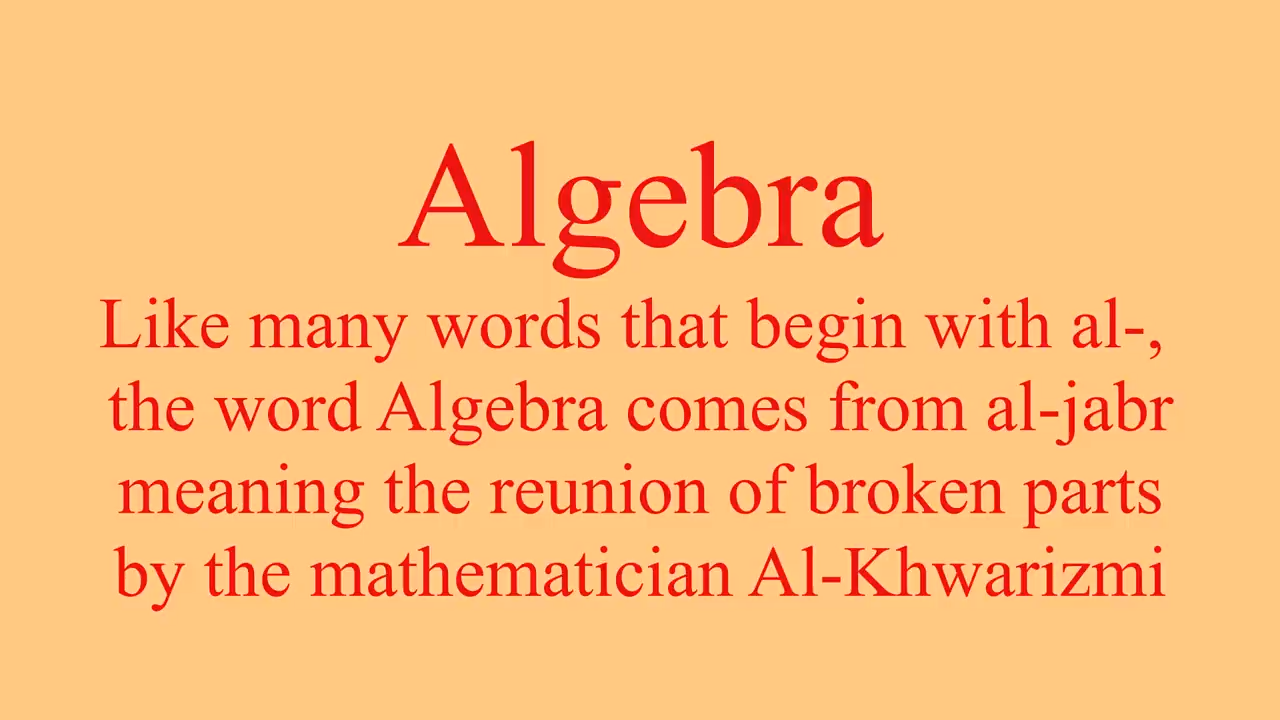 Algebra
Like many words that begin with al-,
the word Algebra comes from al-jabr
meaning the reunion of broken parts
by the mathematician Al-Khwarizmi